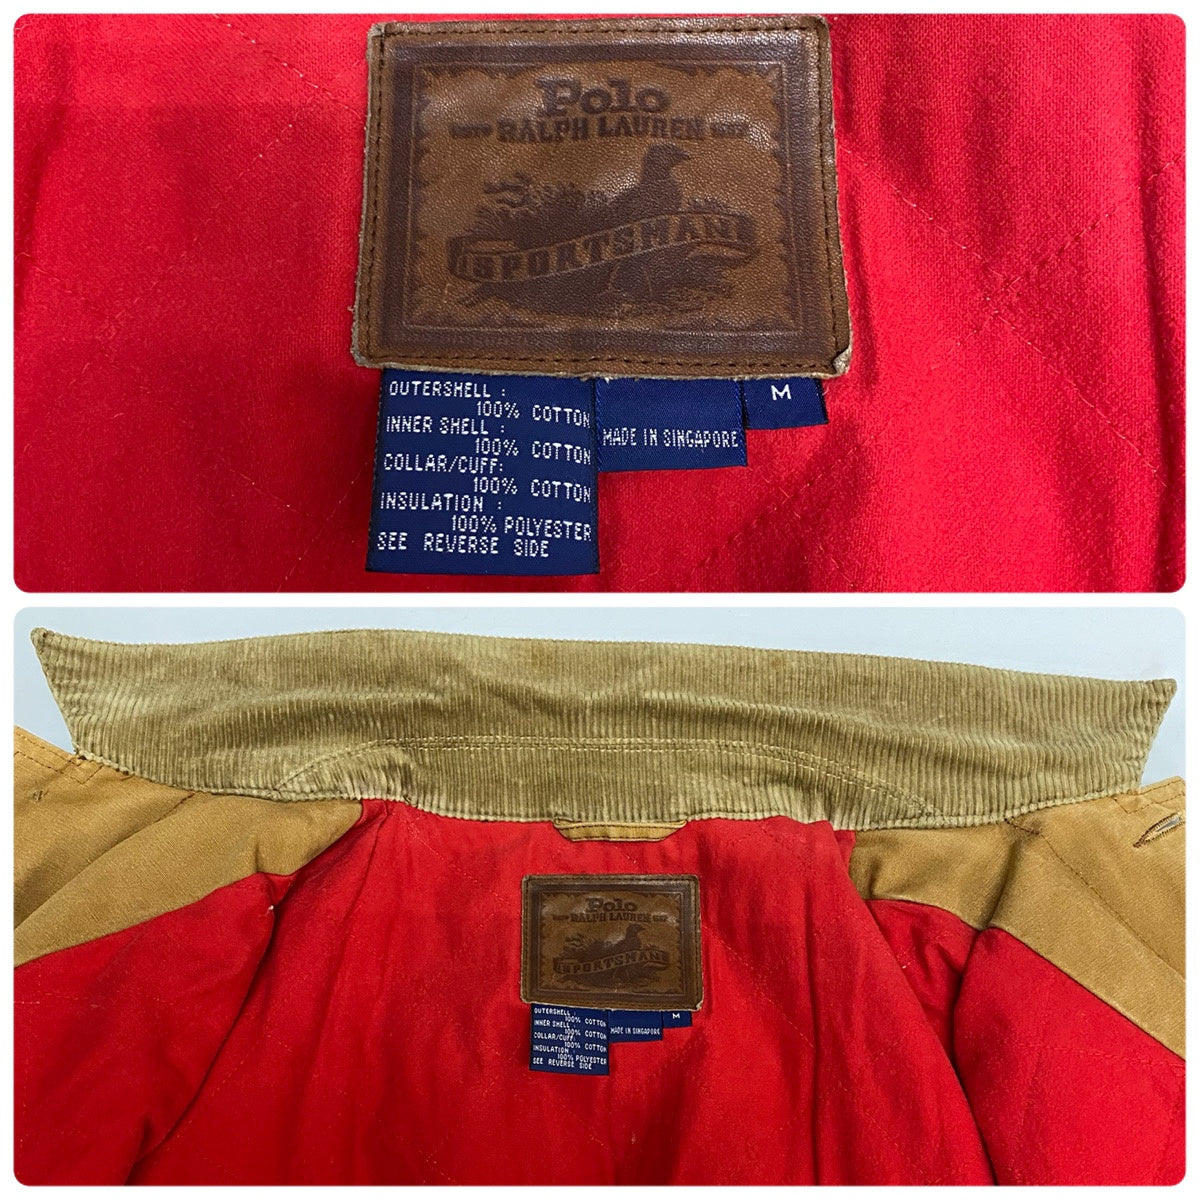 Polo
RALPH LAUREN
SPORTSMAN
OUTERSHELL :
100% COTTON
INNER SHELL :
100% COTTON
COLLAR/CUFF:
100% COTTON
INSULATION :
100% POLYESTER
SEE REVERSE SIDE
MADE IN SINGAPORE
M
Polo
RALPH LAUREN
SPORTSMAN
OUTERSHELL :
100% COTTON
INNER SHELL :
100% COTTON
COLLAR/CUFF:
100% COTTON
INSULATION
100% POLYESTER
SEE REVERSE SIDE
MADE IN SINGAPORE
M